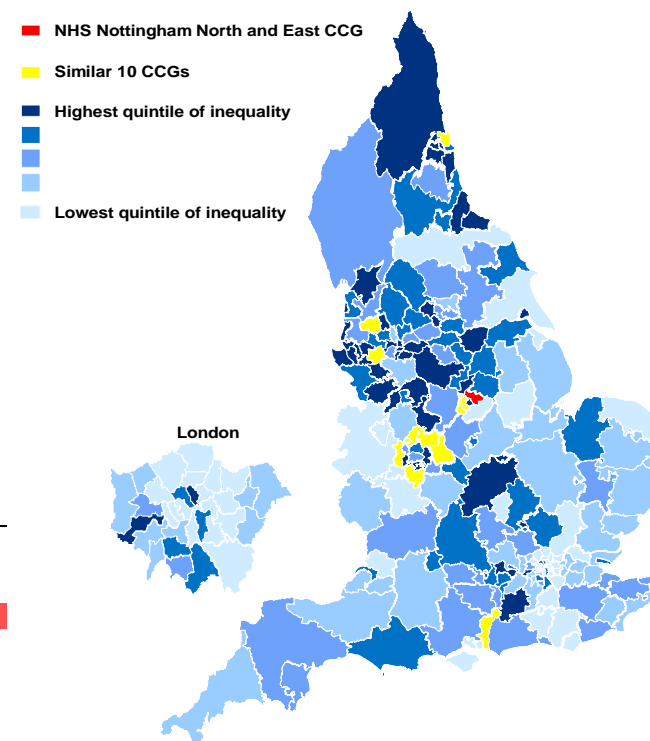 NHS Nottingham North and East CCG
Similar 10 CCGs
Highest quintile of inequality
Lowest quintile of inequality
London